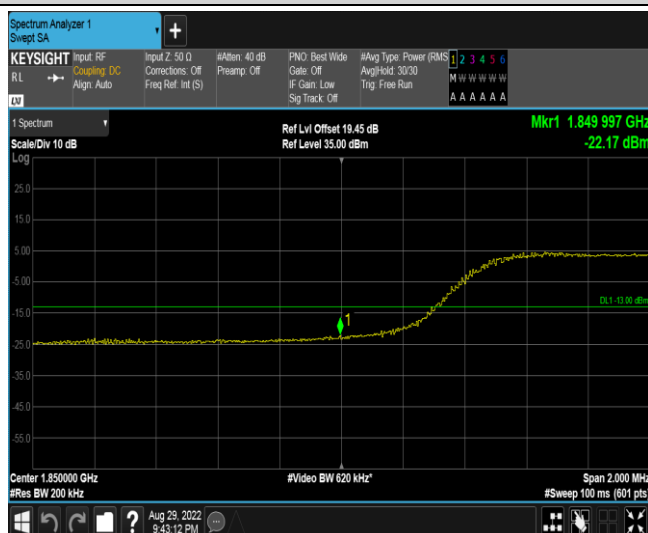 Spectrum Analyzer 1
Swept SA
+
KEYSIGHT
RL
Input: RF
Coupling: DC
Align: Auto
Input Z: 50 Ω
Corrections: Off
Freq Ref: Int (S)
#Atten: 40 dB
Preamp: Off
PNO: Best Wide
Gate: Off
IF Gain: Low
Sig Track: Off
#Avg Type: Power (RMS
Avg|Hold: 30/30
Trig: Free Run
1 2 3 4 5 6
M W W W W W
A A A A A A
1 Spectrum
Scale/Div 10 dB
Log
Ref Lvl Offset 19.45 dB
Ref Level 35.00 dBm
Mkr1 1.849 997 GHz
-22.17 dBm
25.0
15.0
5.00
-5.00
DL1 -13.00 dBm
-15.0
1
-25.0
-35.0
-45.0
-55.0
Center 1.850000 GHz
#Res BW 200 kHz
#Video BW 620 kHz*
Span 2.000 MHz
#Sweep 100 ms (601 pts)
?
Aug 29, 2022
9:43:12 PM